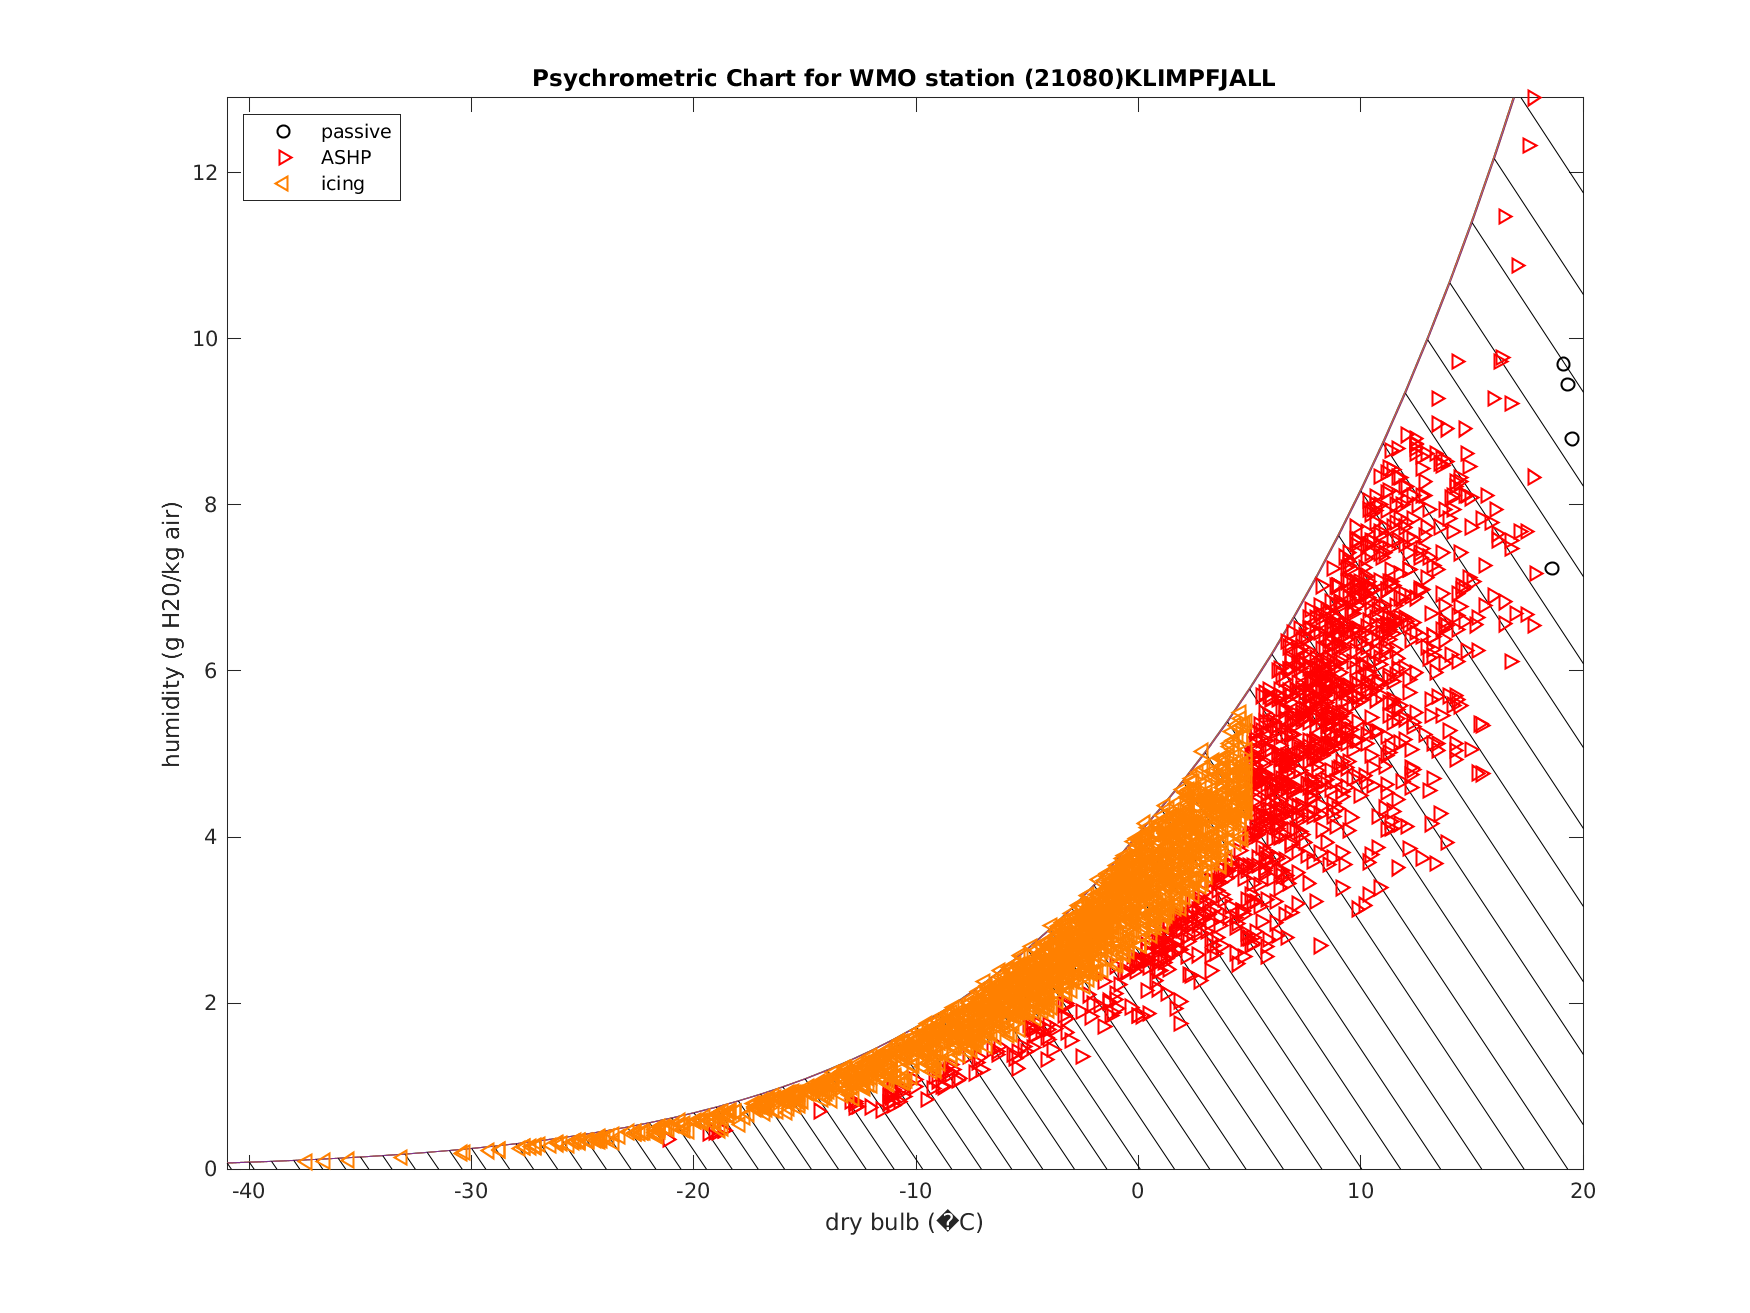 Psychrometric Chart for WMO station (21080)KLIMPFJALL
passive
ASHP
icing
12
10
8
6
4
2
0
humidity (g H20/kg air)
-40 -30 -20 -10 0 10 20
dry bulb (�C)